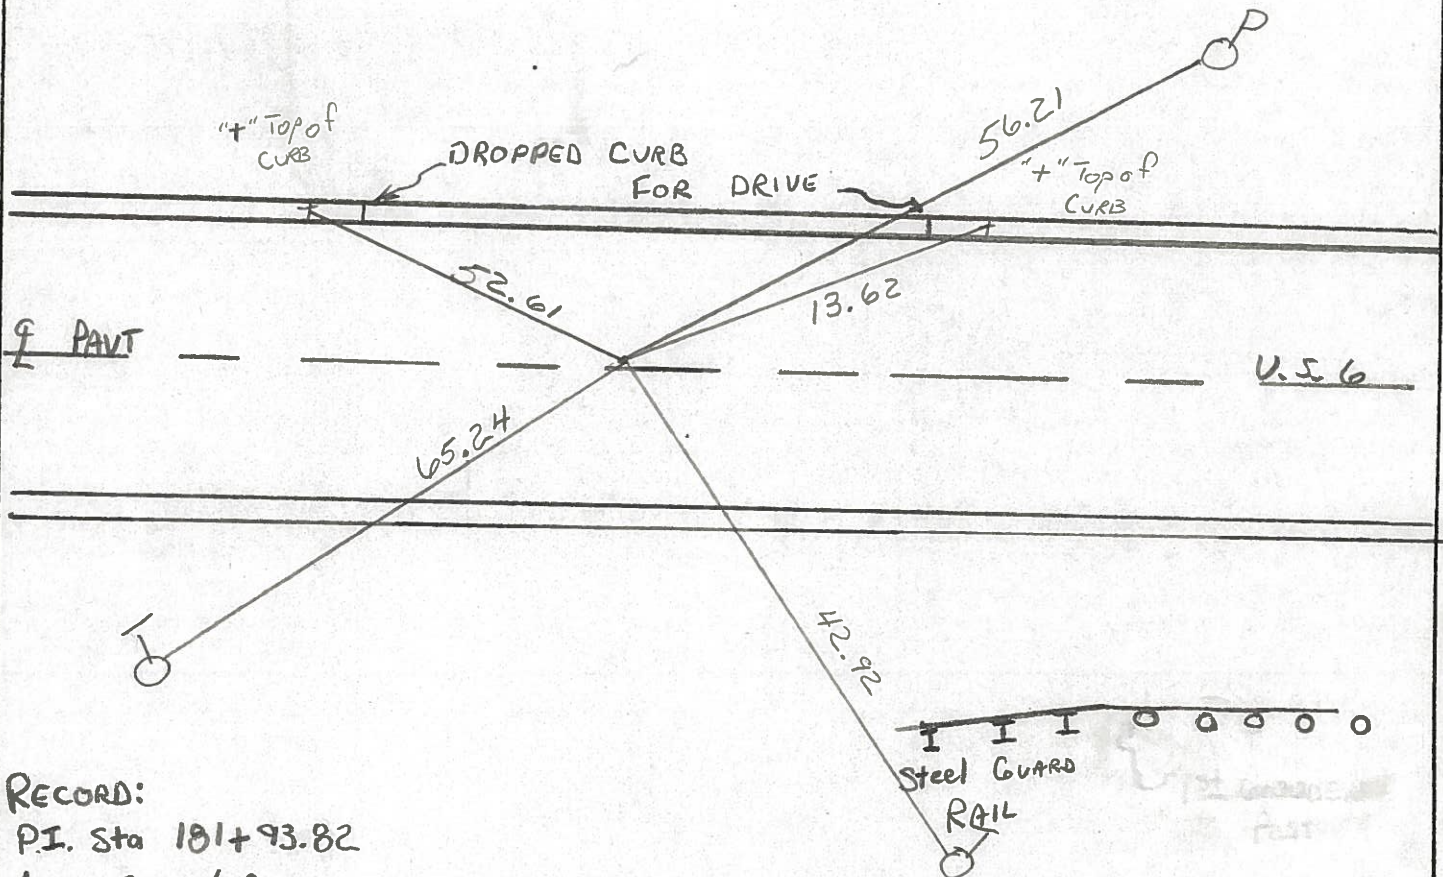 P
56.21
"+" Top of
CURB
DROPPED CURB
FOR DRIVE
"+" Top of
CURB
52.61
13.62
℄ PAVT
U.S. 6
65.24
T
42.92
Steel GUARD
RAIL
RECORD:
P.I. Sta 181+93.82